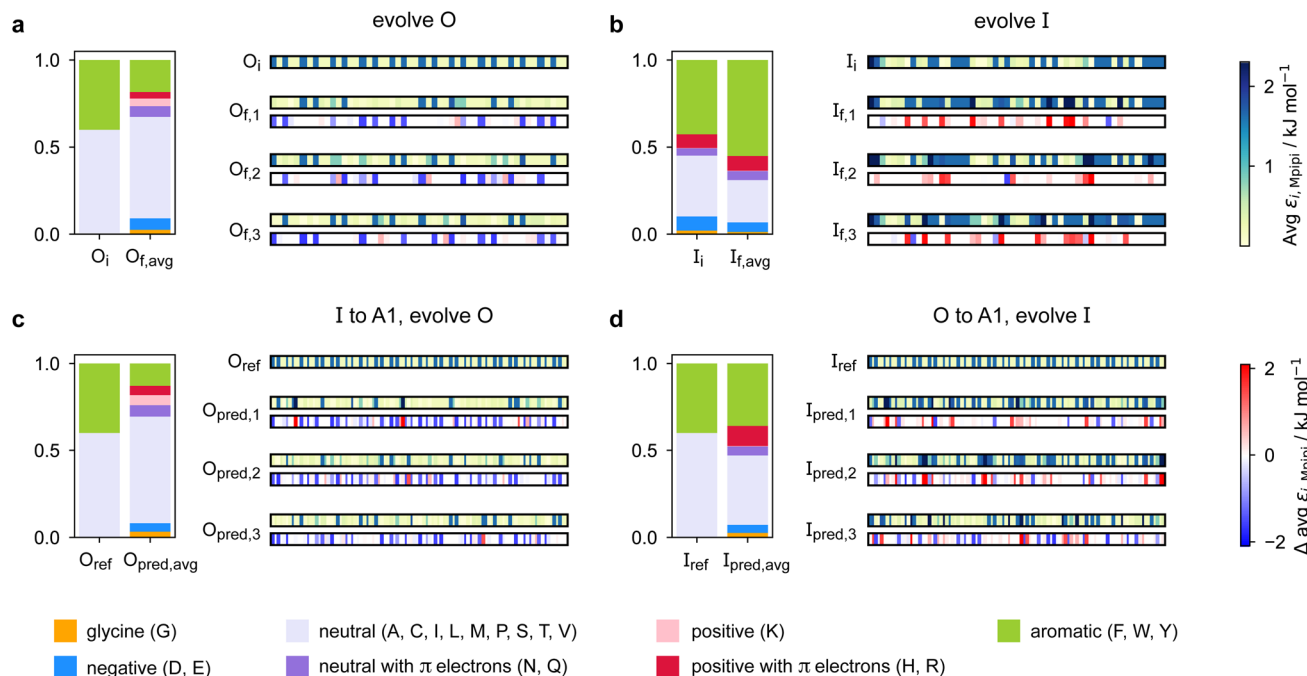 a
evolve O
1.0
0.5
0.0
O_i
O_f,avg
O_i
O_f,1
O_f,2
O_f,3
b
evolve I
1.0
0.5
0.0
I_i
I_f,avg
I_i
I_f,1
I_f,2
I_f,3
2
1
Avg ε_i, Mpipi / kJ mol⁻¹
c
I to A1, evolve O
1.0
0.5
0.0
O_ref
O_pred,avg
O_ref
O_pred,1
O_pred,2
O_pred,3
d
O to A1, evolve I
1.0
0.5
0.0
I_ref
I_pred,avg
I_ref
I_pred,1
I_pred,2
I_pred,3
2
0
−2
Δ avg ε_i, Mpipi / kJ mol⁻¹
glycine (G)
neutral (A, C, I, L, M, P, S, T, V)
positive (K)
aromatic (F, W, Y)
negative (D, E)
neutral with π electrons (N, Q)
positive with π electrons (H, R)